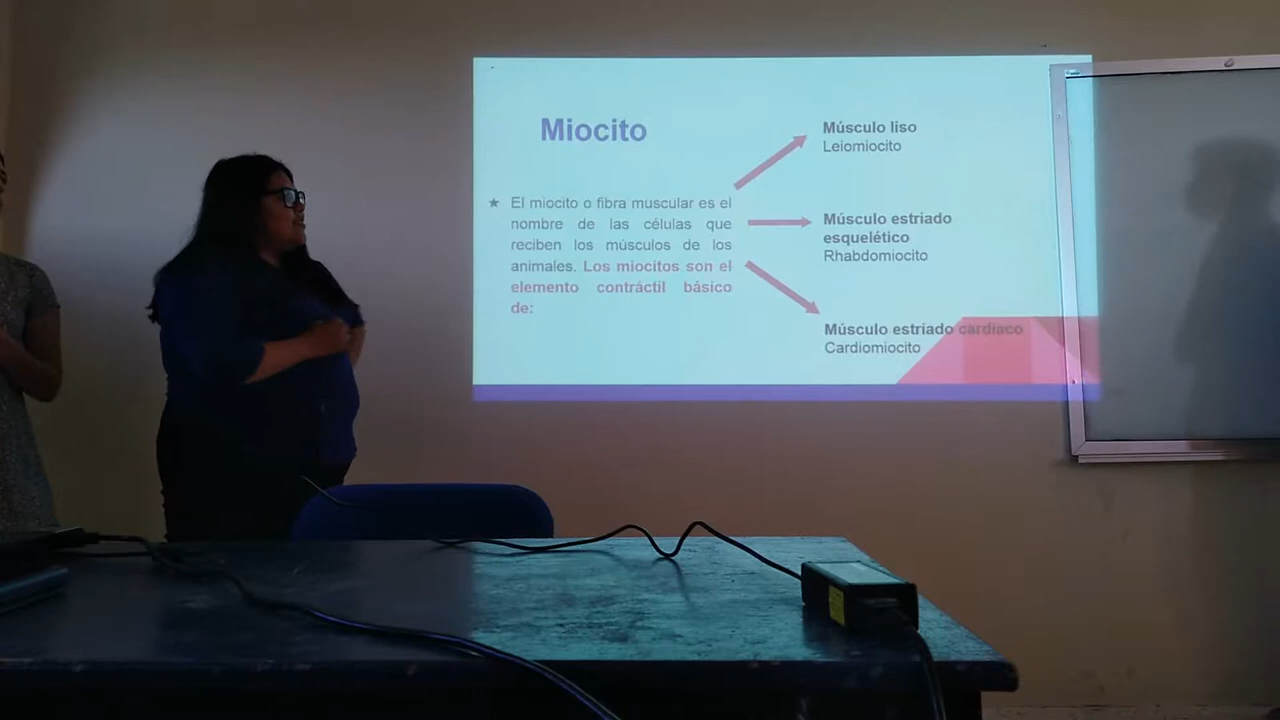 Miocito
★ El miocito o fibra muscular es el
nombre de las células que
reciben los músculos de los
animales. Los miocitos son el
elemento contráctil básico
de:
Músculo liso
Leiomiocito
Músculo estriado
esquelético
Rhabdomiocito
Músculo estriado cardiaco
Cardiomiocito